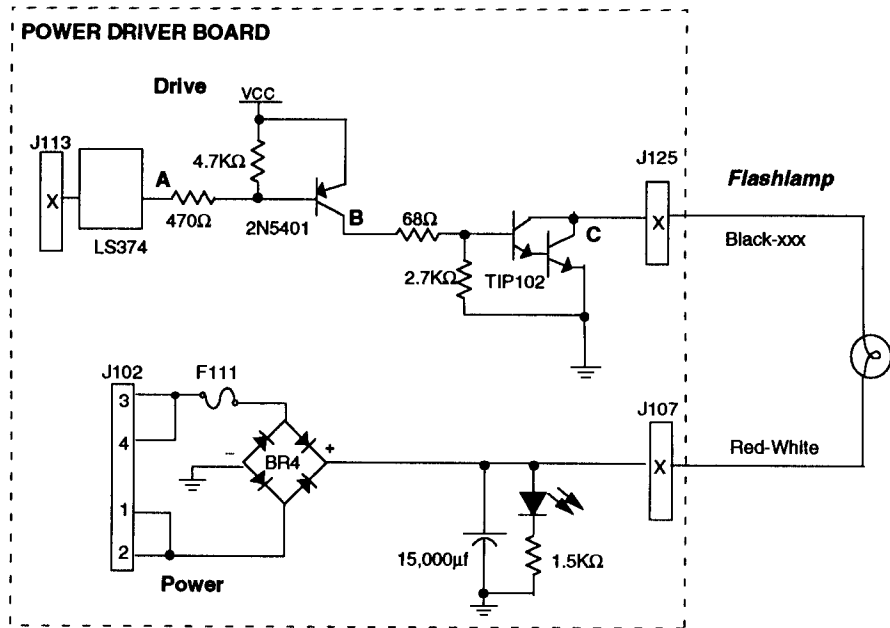 POWER DRIVER BOARD
Drive
VCC
J113
4.7KΩ
J125
A
Flashlamp
X
B
68Ω
X
470Ω
2N5401
C
LS374
Black-xxx
2.7KΩ
TIP102
J102
F111
3
J107
4
–
+
BR4
Red-White
X
1
15,000µf
1.5KΩ
2
Power